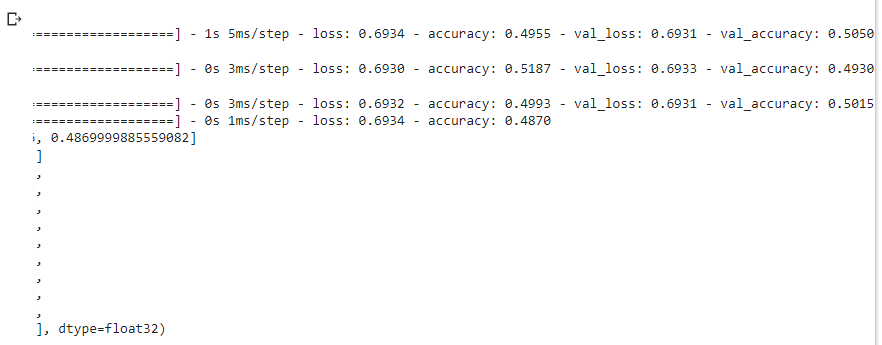 ===================] - 1s 5ms/step - loss: 0.6934 - accuracy: 0.4955 - val_loss: 0.6931 - val_accuracy: 0.5050
===================] - 0s 3ms/step - loss: 0.6930 - accuracy: 0.5187 - val_loss: 0.6933 - val_accuracy: 0.4930
===================] - 0s 3ms/step - loss: 0.6932 - accuracy: 0.4993 - val_loss: 0.6931 - val_accuracy: 0.5015
===================] - 0s 1ms/step - loss: 0.6934 - accuracy: 0.4870
, 0.4869999885559082]
]
,
,
,
,
,
,
,
,
,
], dtype=float32)